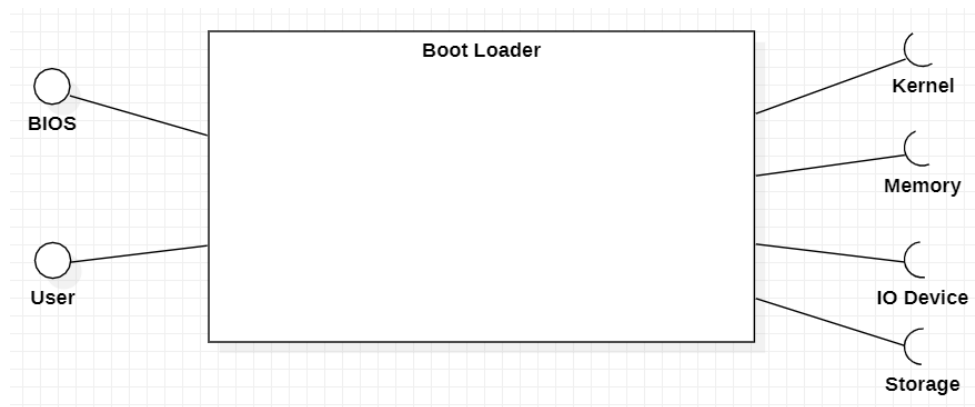 Boot Loader
BIOS
User
Kernel
Memory
IO Device
Storage